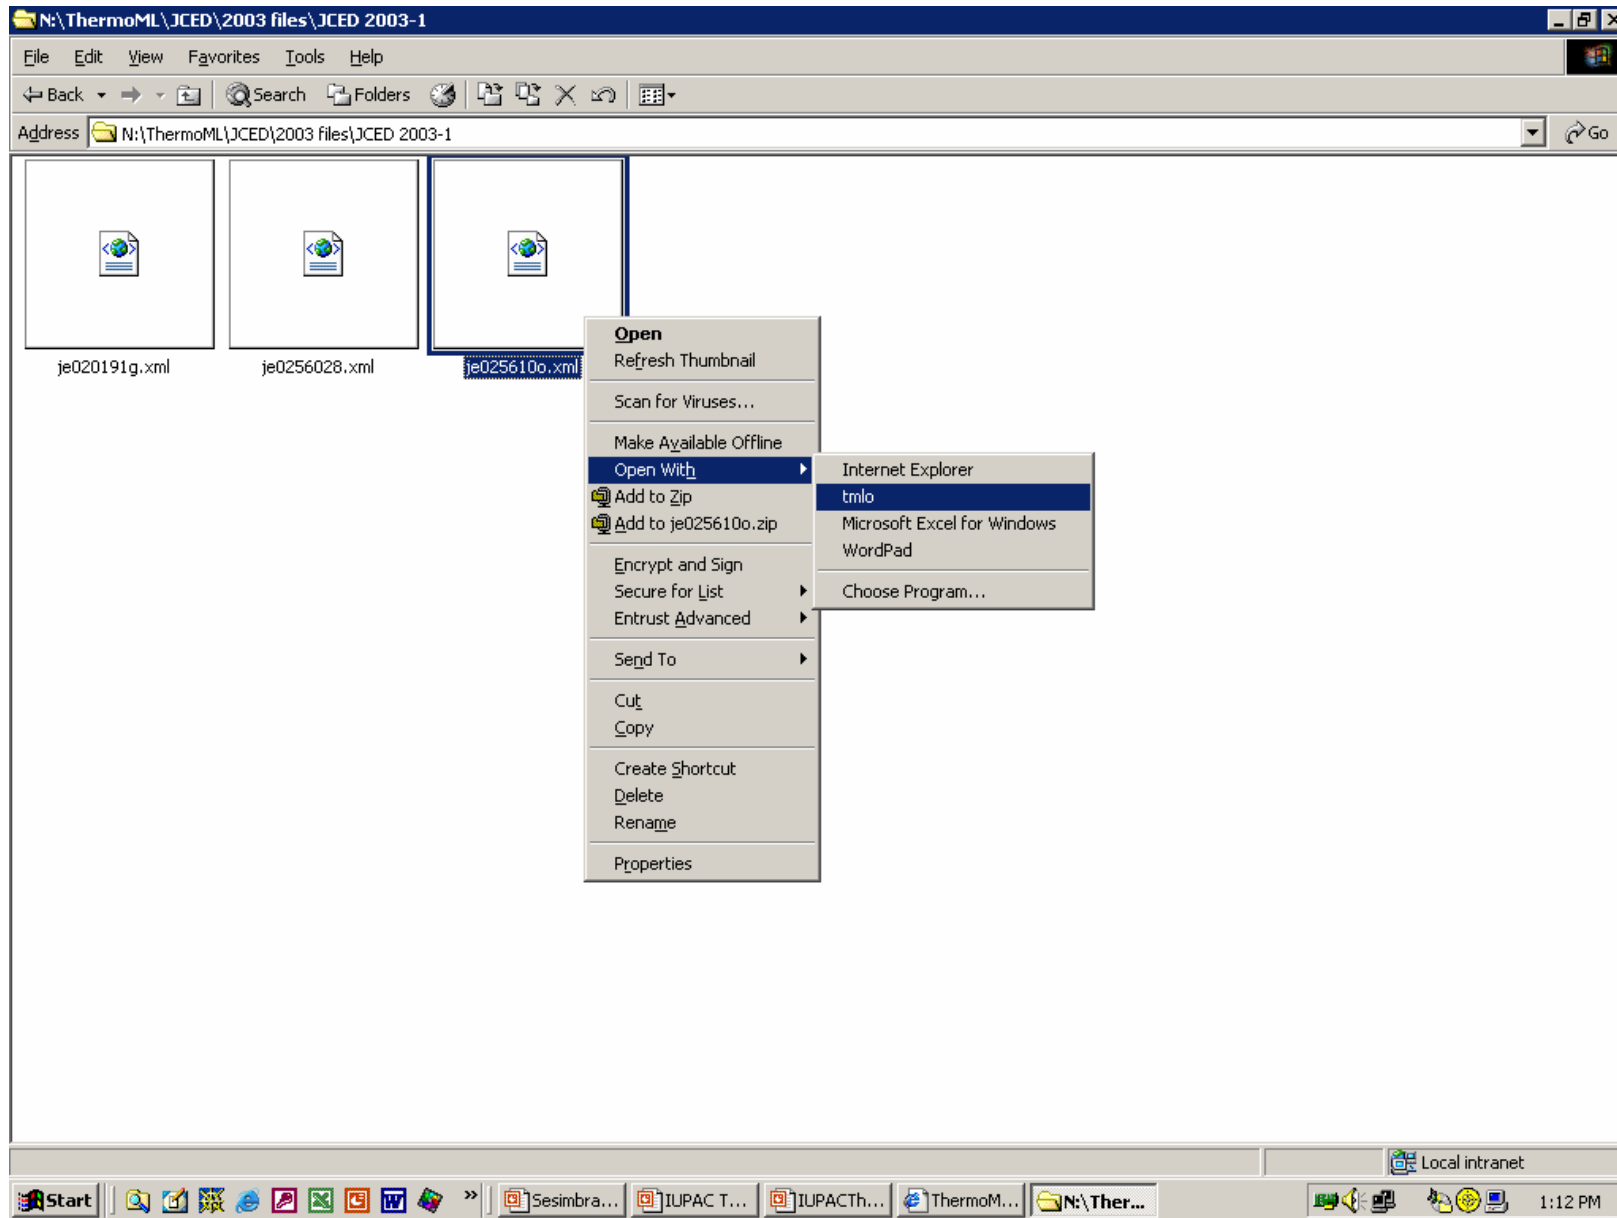 N:\ThermoML\JCED\2003 files\JCED 2003-1
File Edit View Favorites Tools Help
Back Search Folders
Address N:\ThermoML\JCED\2003 files\JCED 2003-1 Go
je020191g.xml je0256028.xml je025610o.xml
Open
Refresh Thumbnail
Scan for Viruses...
Make Available Offline
Open With
Add to Zip
Add to je025610o.zip
Encrypt and Sign
Secure for List
Entrust Advanced
Send To
Cut
Copy
Create Shortcut
Delete
Rename
Properties
Internet Explorer
tmlo
Microsoft Excel for Windows
WordPad
Choose Program...
Local intranet
Start » Sesimbra... IUPAC T... IUPACTh... ThermoM... N:\Ther... 1:12 PM